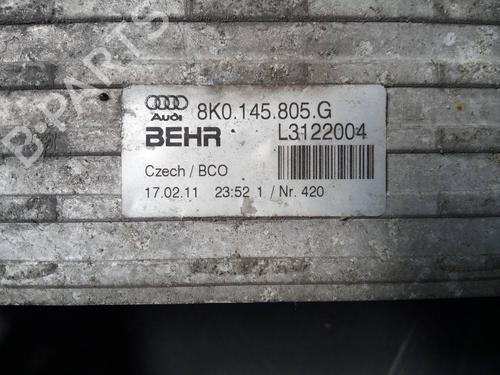 B-PARTS
Audi 8K0.145.805.G
BEHR L3122004
Czech / BCO
17.02.11 23:52 1 / Nr. 420